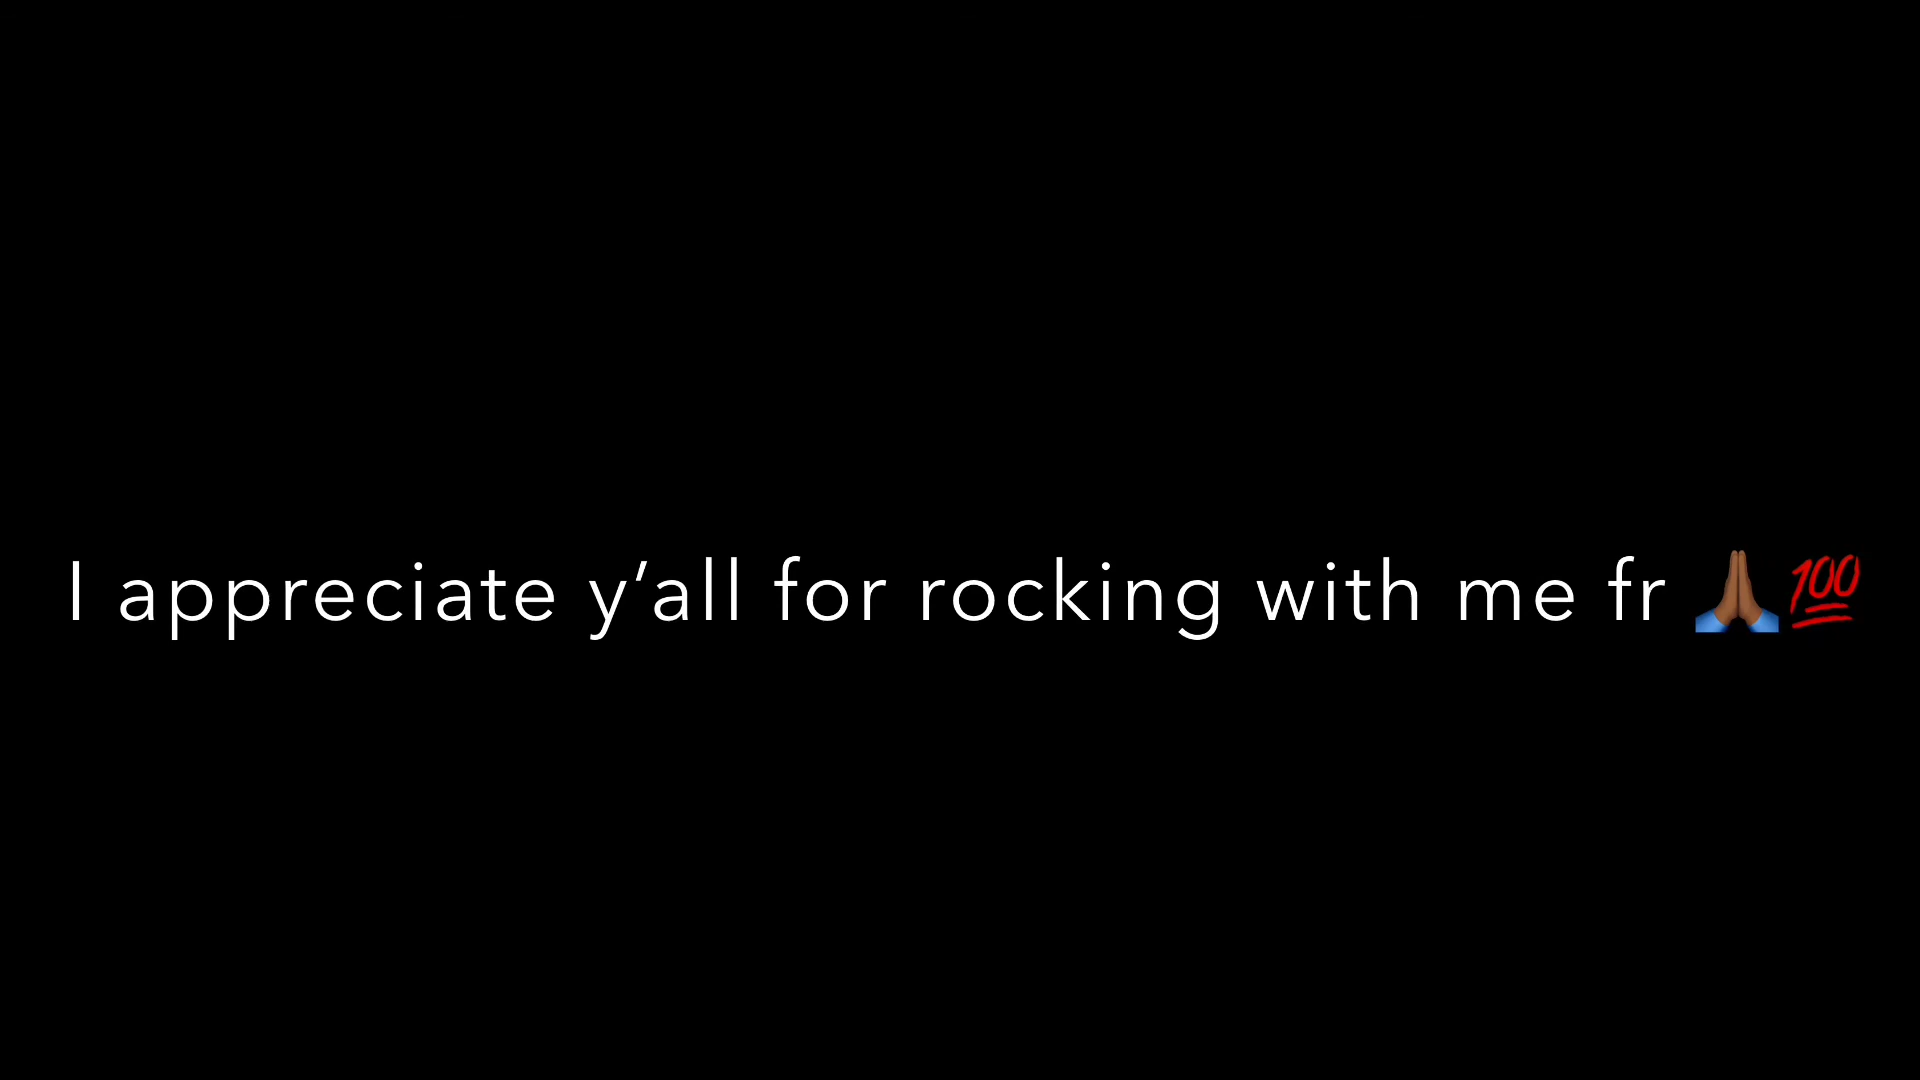 I appreciate y’all for rocking with me fr 🙏🏾💯